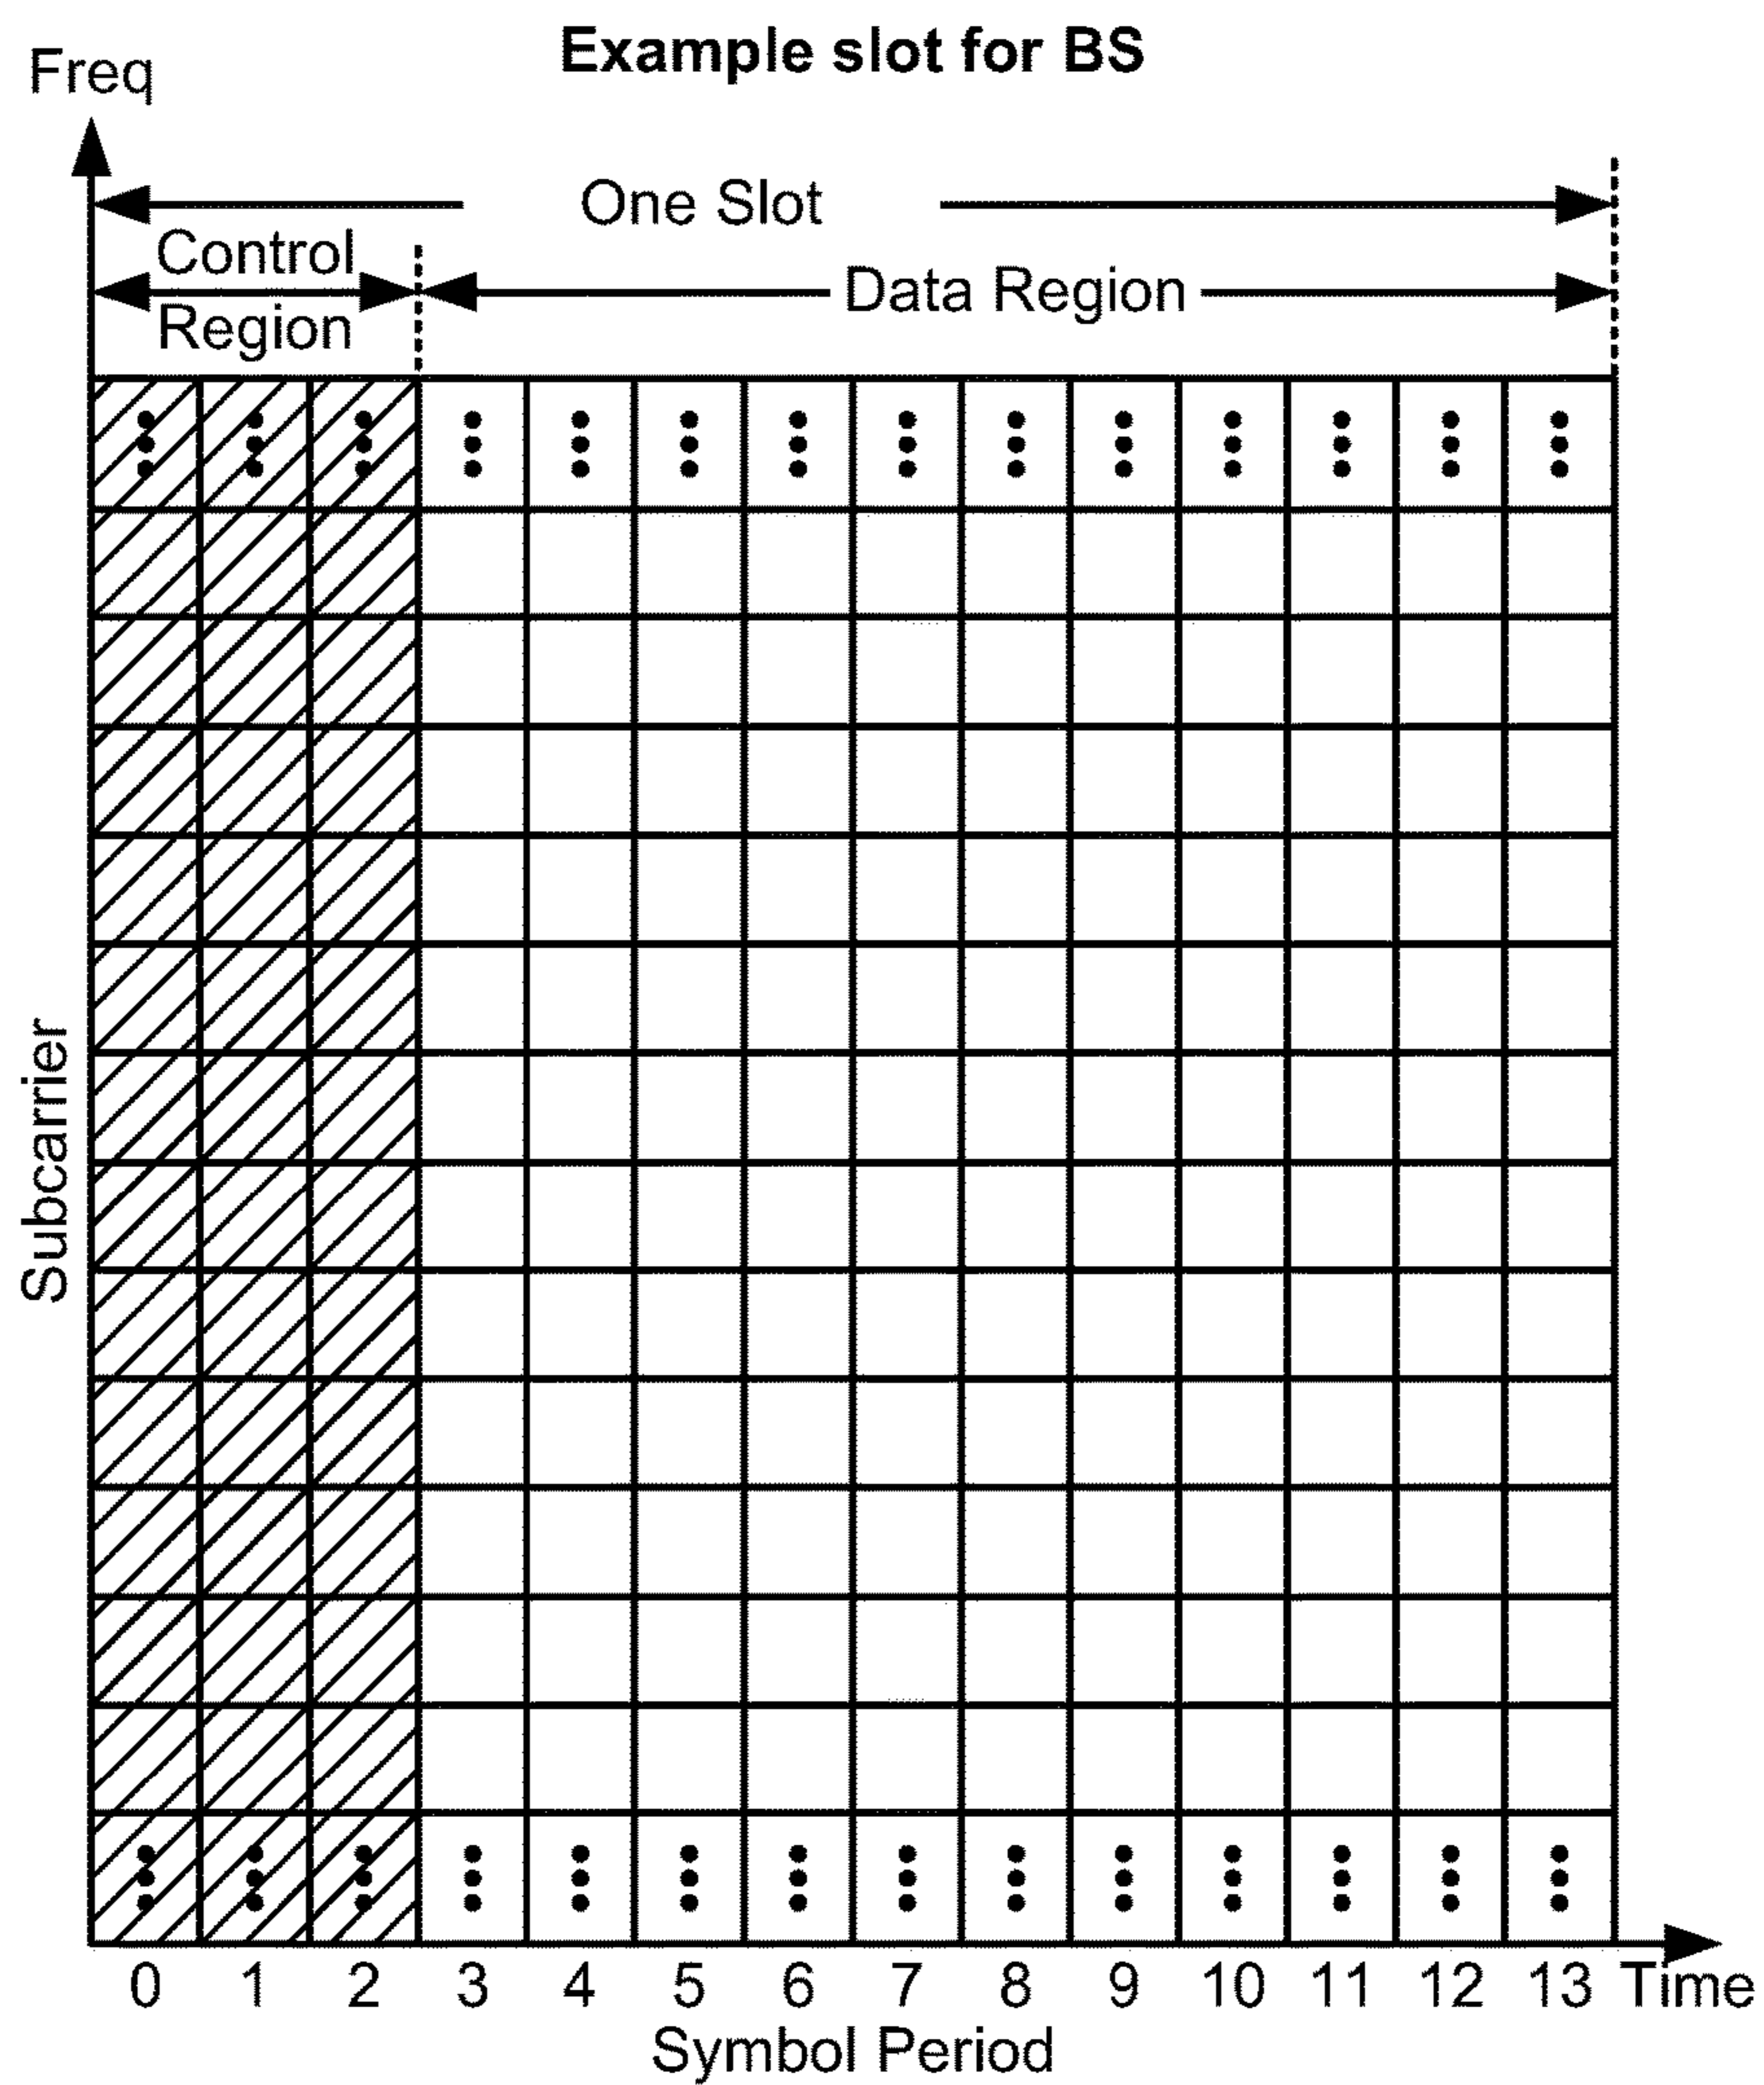 Example slot for BS
Freq
One Slot
Control
Region
Data Region
Subcarrier
0 1 2 3 4 5 6 7 8 9 10 11 12 13 Time
Symbol Period